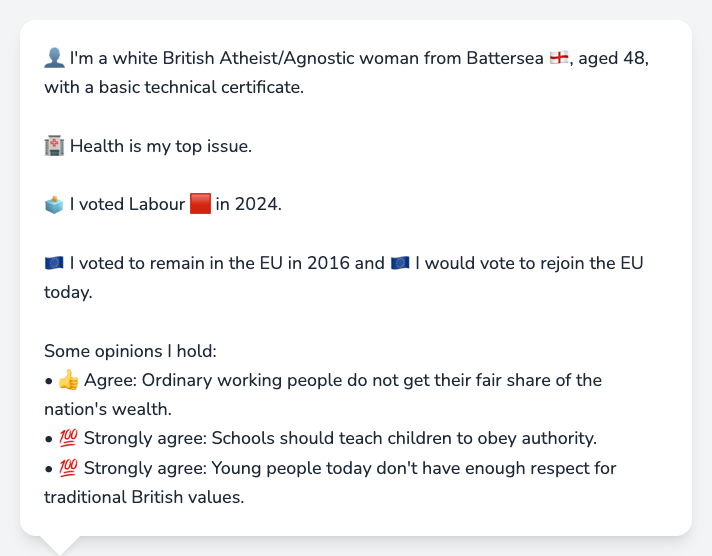 👤 I'm a white British Atheist/Agnostic woman from Battersea 🏴󠁧󠁢󠁥󠁮󠁧󠁿, aged 48,
with a basic technical certificate.
🏥 Health is my top issue.
🗳️ I voted Labour 🟥 in 2024.
🇪🇺 I voted to remain in the EU in 2016 and 🇪🇺 I would vote to rejoin the EU
today.
Some opinions I hold:
• 👍 Agree: Ordinary working people do not get their fair share of the
nation's wealth.
• 💯 Strongly agree: Schools should teach children to obey authority.
• 💯 Strongly agree: Young people today don't have enough respect for
traditional British values.